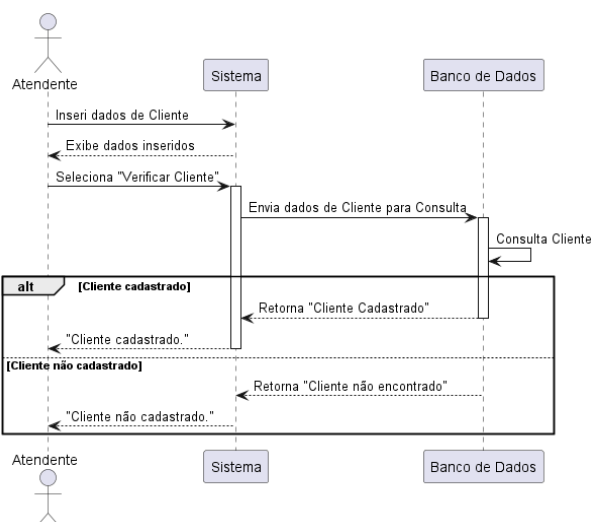 Atendente
Sistema
Banco de Dados
Inseri dados de Cliente
Exibe dados inseridos
Seleciona "Verificar Cliente"
Envia dados de Cliente para Consulta
Consulta Cliente
alt
[Cliente cadastrado]
Retorna "Cliente Cadastrado"
"Cliente cadastrado."
[Cliente não cadastrado]
Retorna "Cliente não encontrado"
"Cliente não cadastrado."
Atendente
Sistema
Banco de Dados